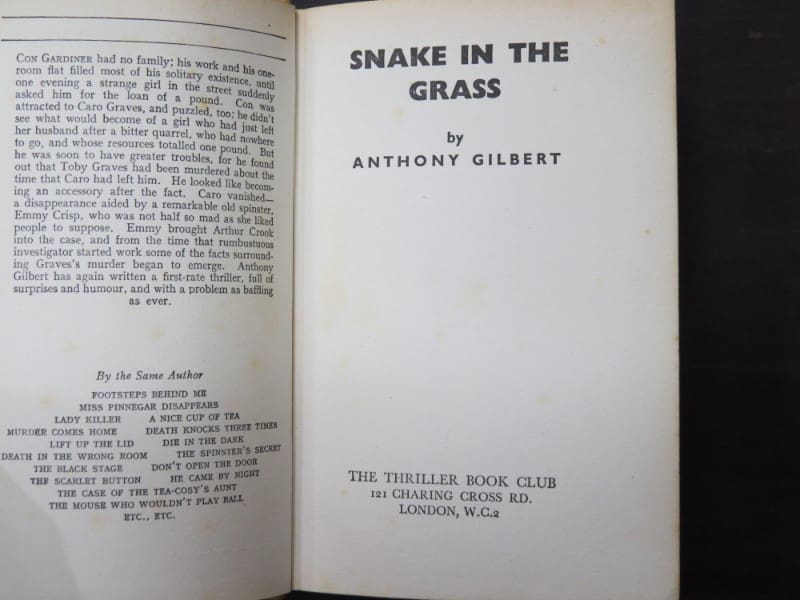 CON GARDINER had no family; his work and his one-
room flat filled most of his solitary existence, until
one evening a strange girl in the street suddenly
asked him for the loan of a pound. Con was
attracted to Caro Graves, and puzzled, too; he didn't
see what would become of a girl who had just left
her husband after a bitter quarrel, who had nowhere
to go, and whose resources totalled one pound. But
he was soon to have greater troubles, for he found
out that Toby Graves had been murdered about the
time that Caro had left him. He looked like becom-
ing an accessory after the fact. Caro vanished—
a disappearance aided by a remarkable old spinster,
Emmy Crisp, who was not half so mad as she liked
people to suppose. Emmy brought Arthur Crook
into the case, and from the time that rumbustous
investigator started work some of the facts surround-
ing Graves's murder began to emerge. Anthony
Gilbert has again written a first-rate thriller, full of
surprises and humour, and with a problem as baffling
as ever.
By the Same Author
FOOTSTEPS BEHIND ME
MISS PINNEGAR DISAPPEARS
LADY KILLER A NICE CUP OF TEA
MURDER COMES HOME DEATH KNOCKS THREE TIMES
LIFT UP THE LID DIE IN THE DARK
DEATH IN THE WRONG ROOM THE SPINSTER'S SECRET
THE BLACK STAGE DON'T OPEN THE DOOR
THE SCARLET BUTTON HE CAME BY NIGHT
THE CASE OF THE TEA-COSY'S AUNT
THE MOUSE WHO WOULDN'T PLAY BALL
ETC., ETC.
SNAKE IN THE
GRASS
by
ANTHONY GILBERT
THE THRILLER BOOK CLUB
121 CHARING CROSS RD.
LONDON, W.C.2